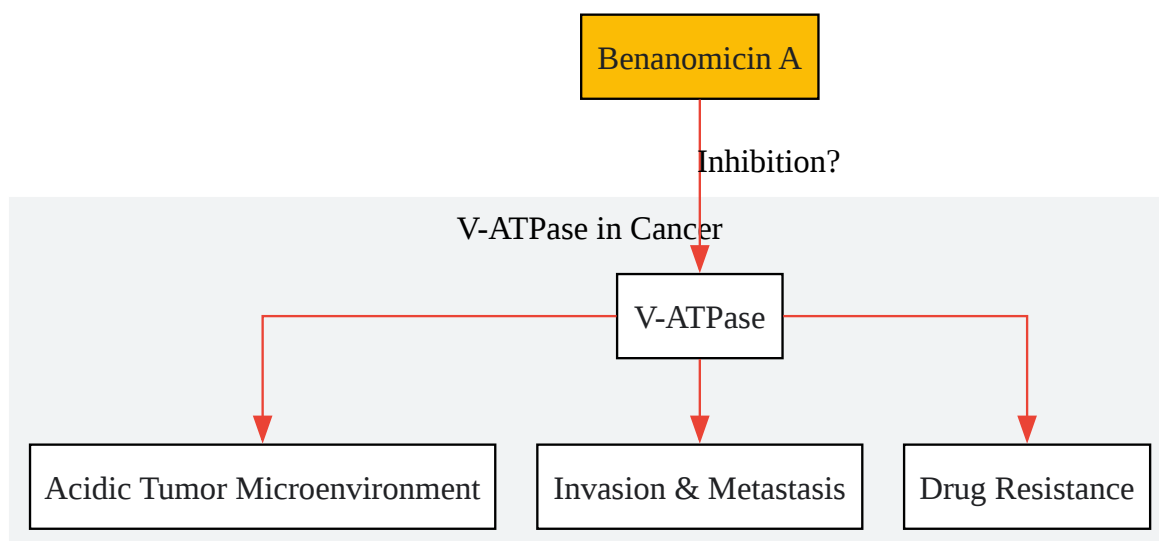 Benanomicin A
Inhibition?
V-ATPase in Cancer
V-ATPase
Acidic Tumor Microenvironment
Invasion & Metastasis
Drug Resistance